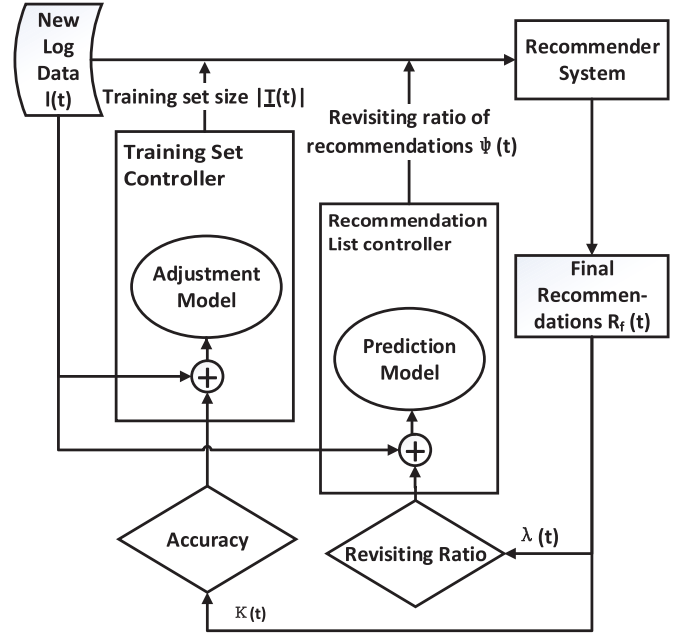 New
Log
Data
I(t)
Recommender
System
Training set size |I(t)|
Revisiting ratio of
recommendations ψ (t)
Training Set
Controller
Recommendation
List controller
Adjustment
Model
Final
Recommen-
dations Rf (t)
Prediction
Model
+
+
Accuracy
Revisiting Ratio
λ (t)
K(t)